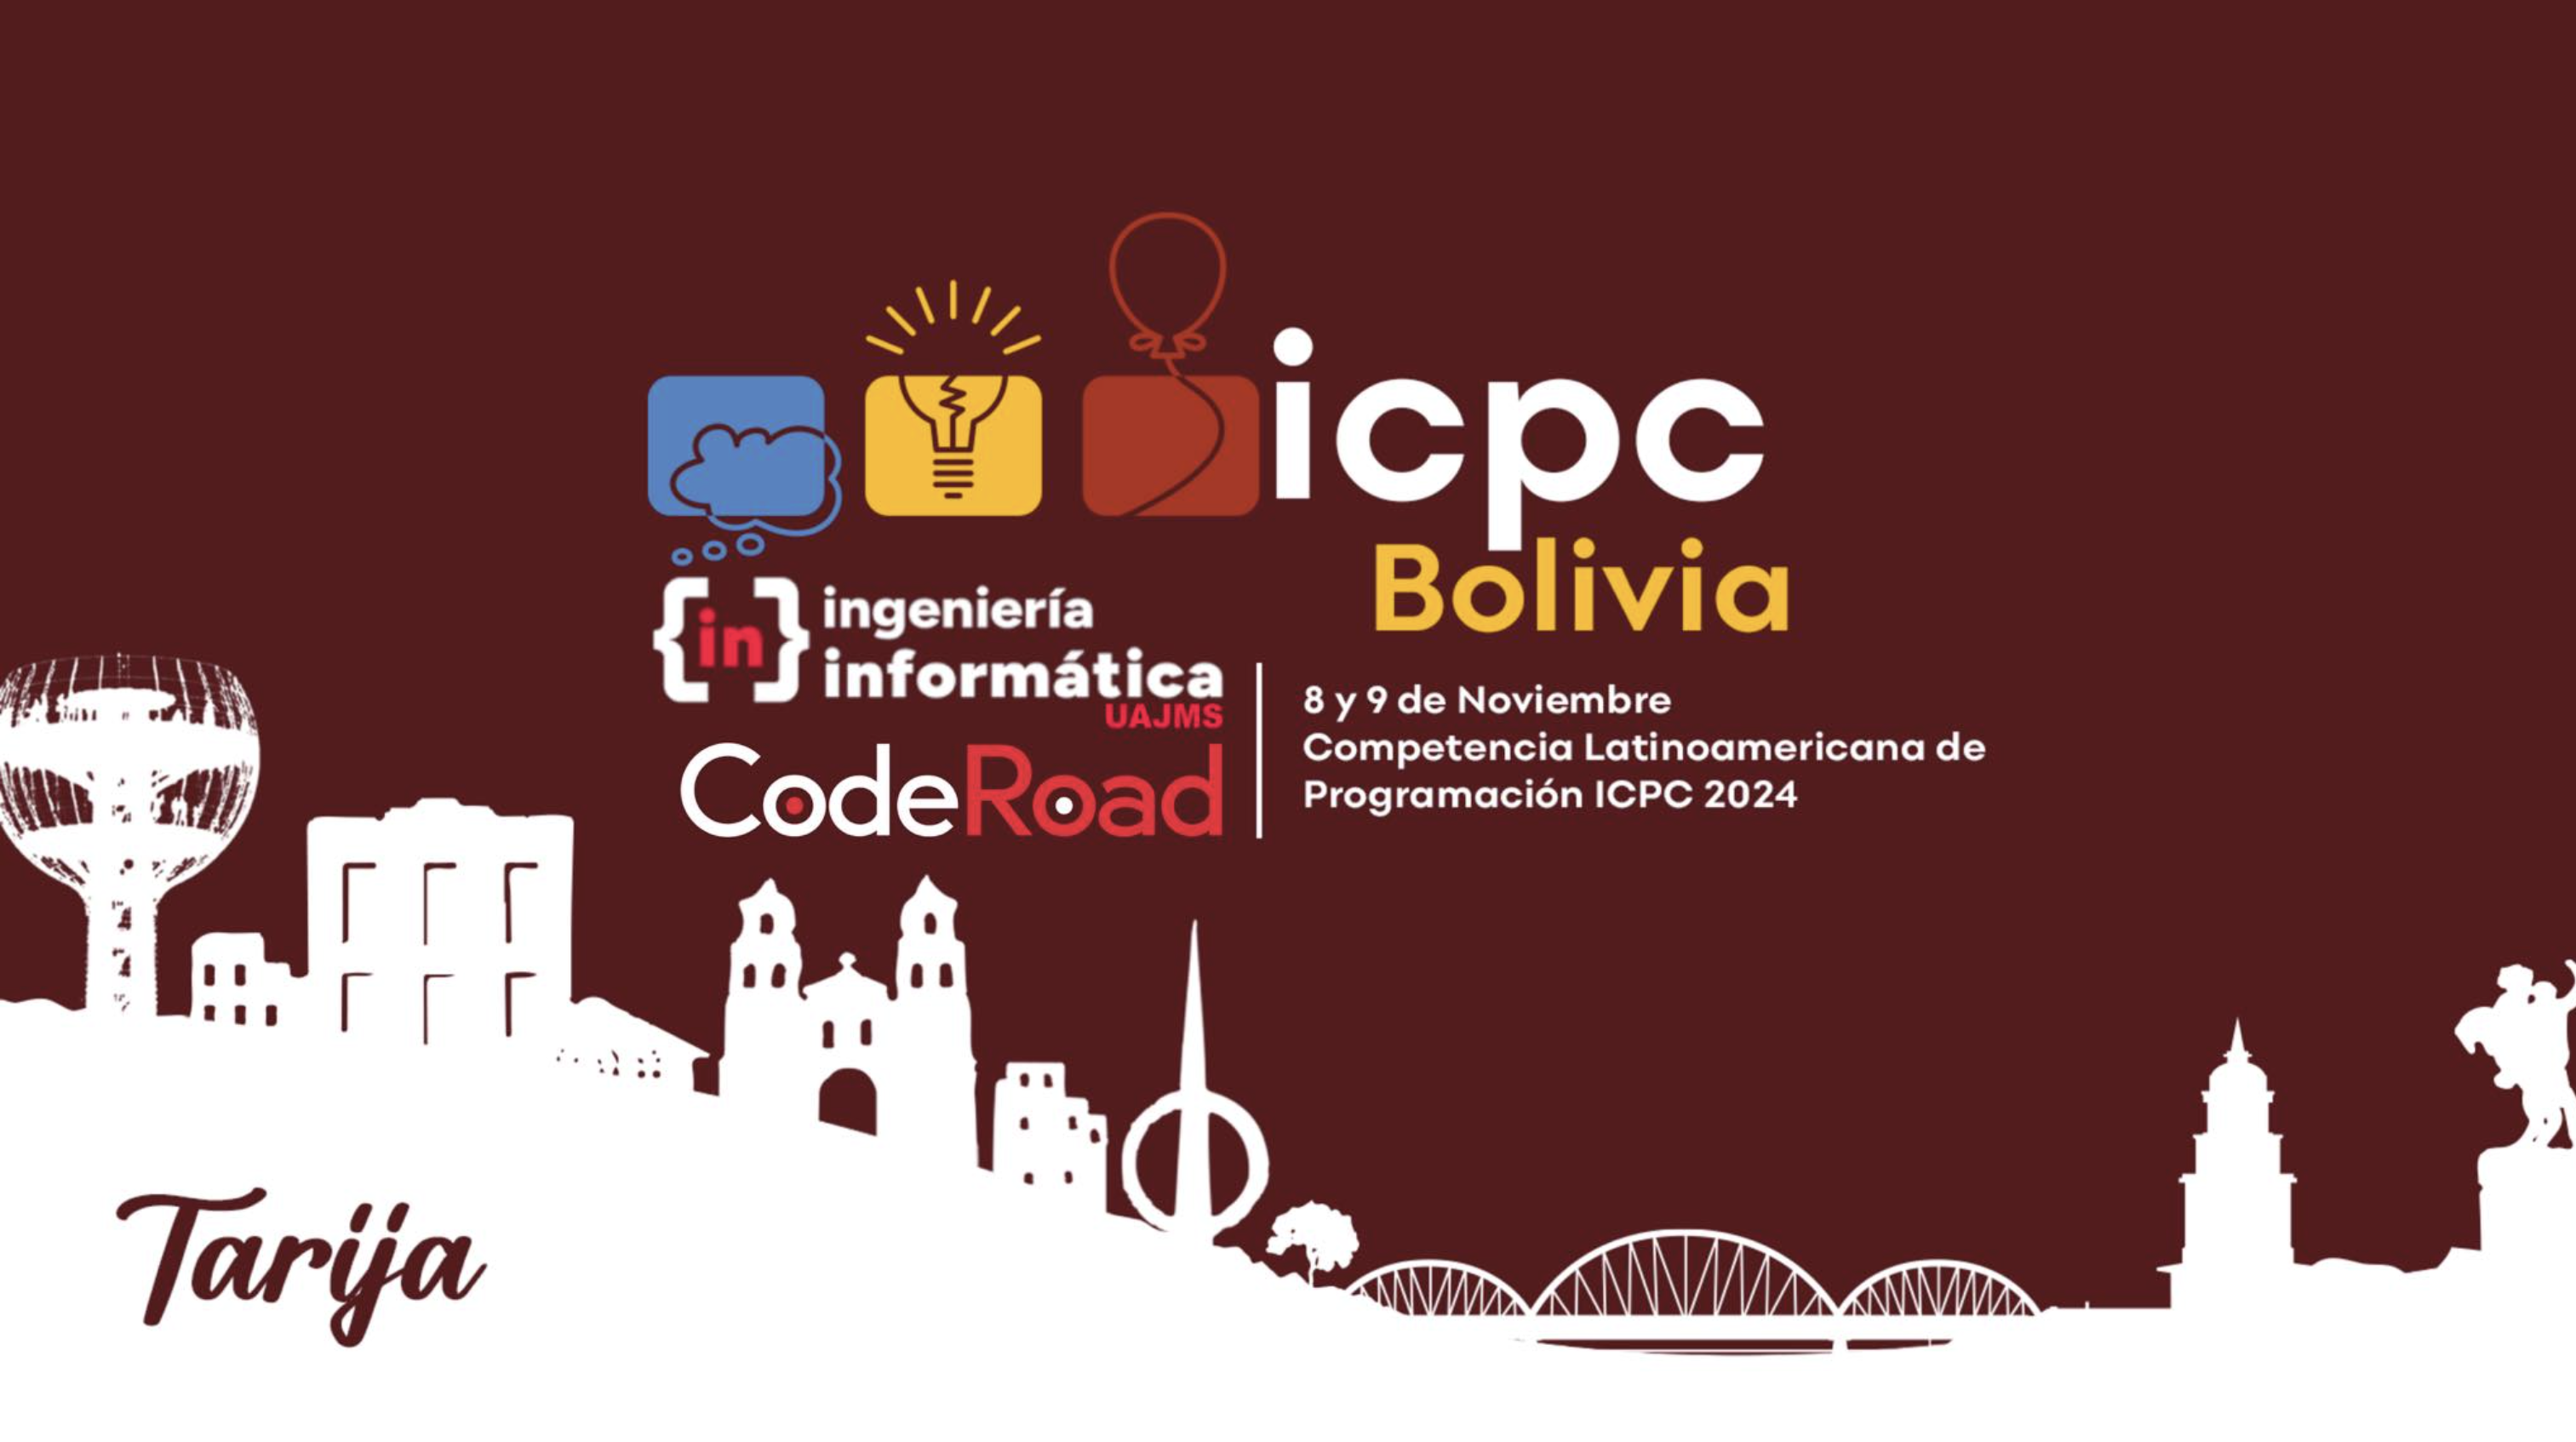 icpc
Bolivia
{in} ingeniería
informática
UAJMS
CodeRoad
8 y 9 de Noviembre
Competencia Latinoamericana de
Programación ICPC 2024
Tarija